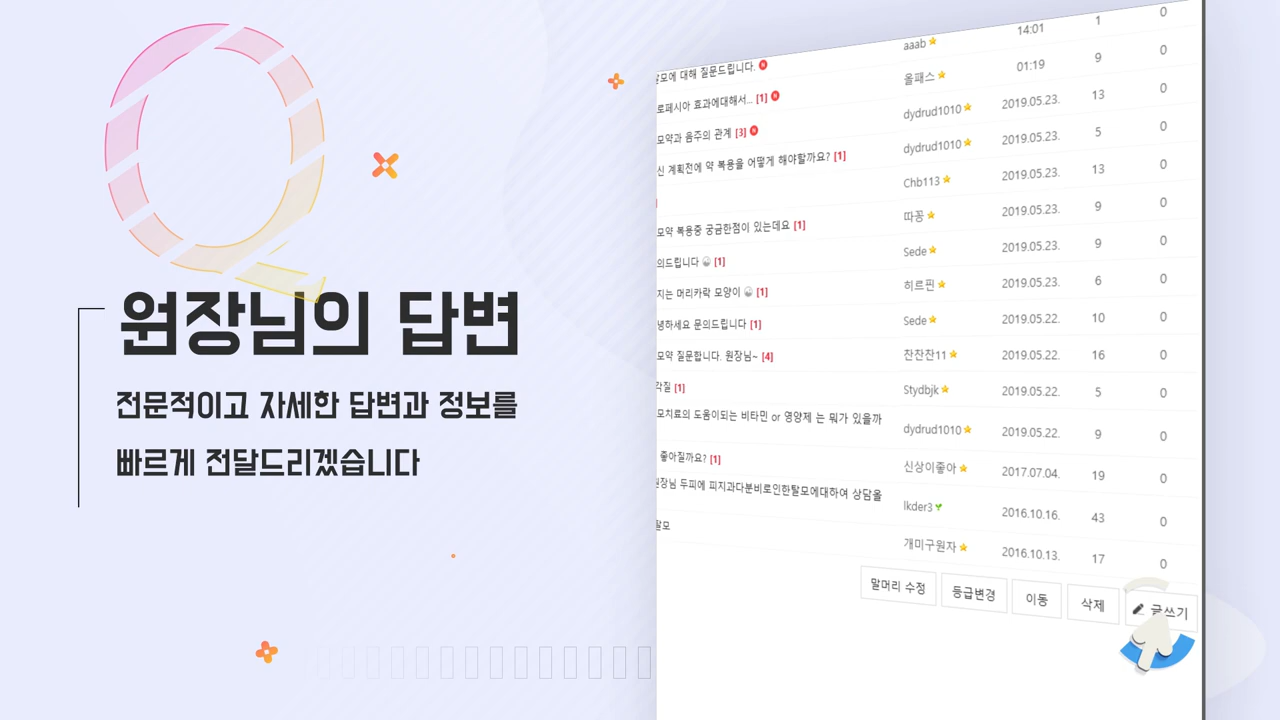 Q
원장님의 답변
전문적이고 자세한 답변과 정보를
빠르게 전달드리겠습니다
aaab 14:01 1 0
탈모에 대해 질문드립니다. 올패스 01:19 9 0
로페시아 효과에대해서... [1] dydrud1010 2019.05.23. 13 0
모약과 음주의 관계 [3] dydrud1010 2019.05.23. 5 0
신 계획전에 약 복용을 어떻게 해야할까요? [1] Chb113 2019.05.23. 13 0
따꽁 2019.05.23. 9 0
모약 복용중 궁금한점이 있는데요 [1] Sede 2019.05.23. 9 0
의드립니다 [1] 히르핀 2019.05.23. 6 0
지는 머리카락 모양이 [1] Sede 2019.05.22. 10 0
녕하세요 문의드립니다 [1] 찬찬찬11 2019.05.22. 16 0
모약 질문합니다. 원장님~ [4] Stydbjk 2019.05.22. 5 0
각질 [1] dydrud1010 2019.05.22. 9 0
모치료의 도움이되는 비타민 or 영양제 는 뭐가 있을까
좋아질까요? [1] 신상이좋아 2017.07.04. 19 0
원장님 두피에 피지과다분비로인한탈모에대하여 상담을 lkder3 2016.10.16. 43 0
탈모 개미구원자 2016.10.13. 17 0
말머리 수정 등급변경 이동 삭제 글쓰기